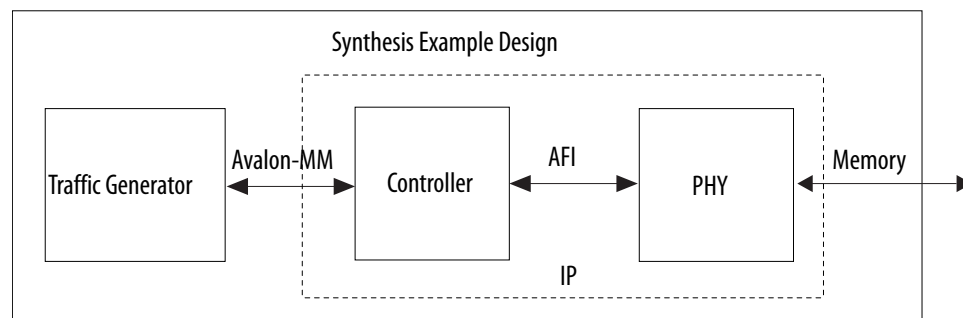 Synthesis Example Design
Traffic Generator
Avalon-MM
Controller
AFI
PHY
Memory
IP